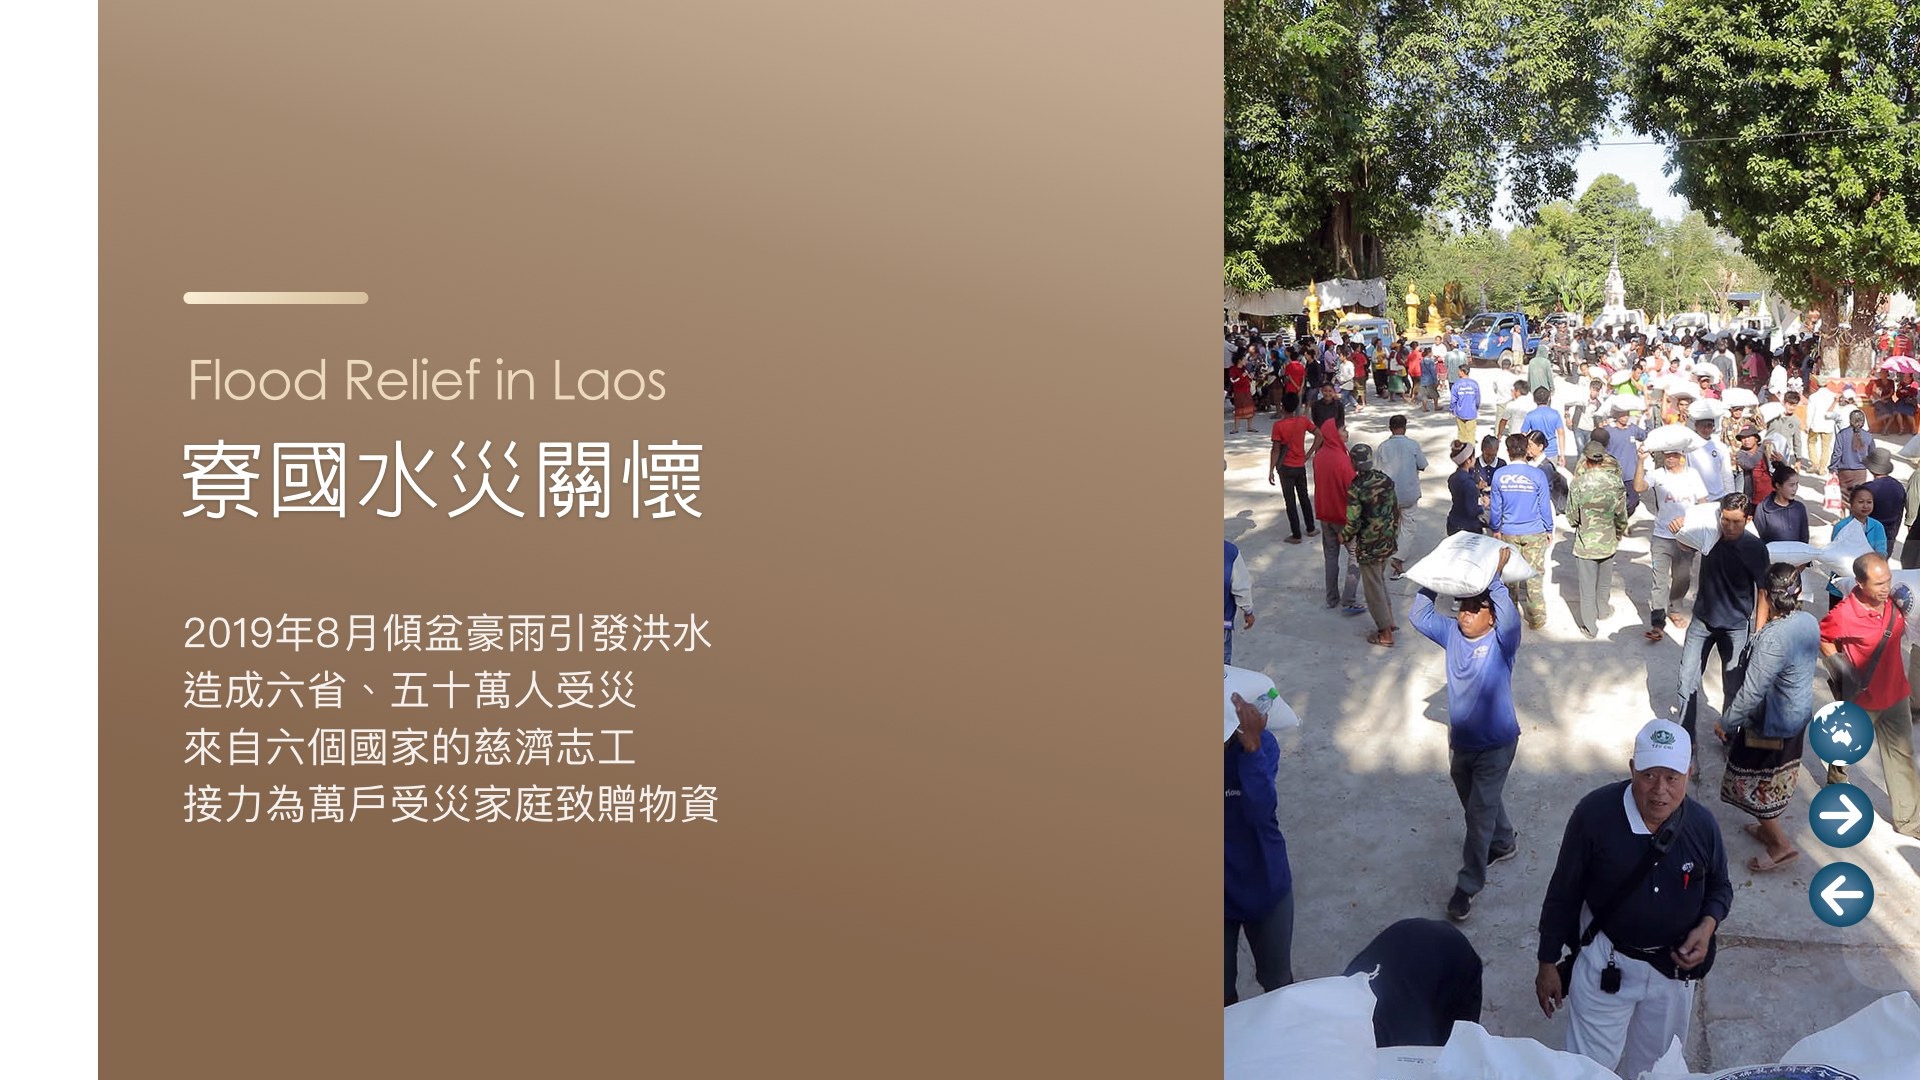 Flood Relief in Laos
寮國水災關懷
2019年8月傾盆豪雨引發洪水
造成六省、五十萬人受災
來自六個國家的慈濟志工
接力為萬戶受災家庭致贈物資
TZU CHI